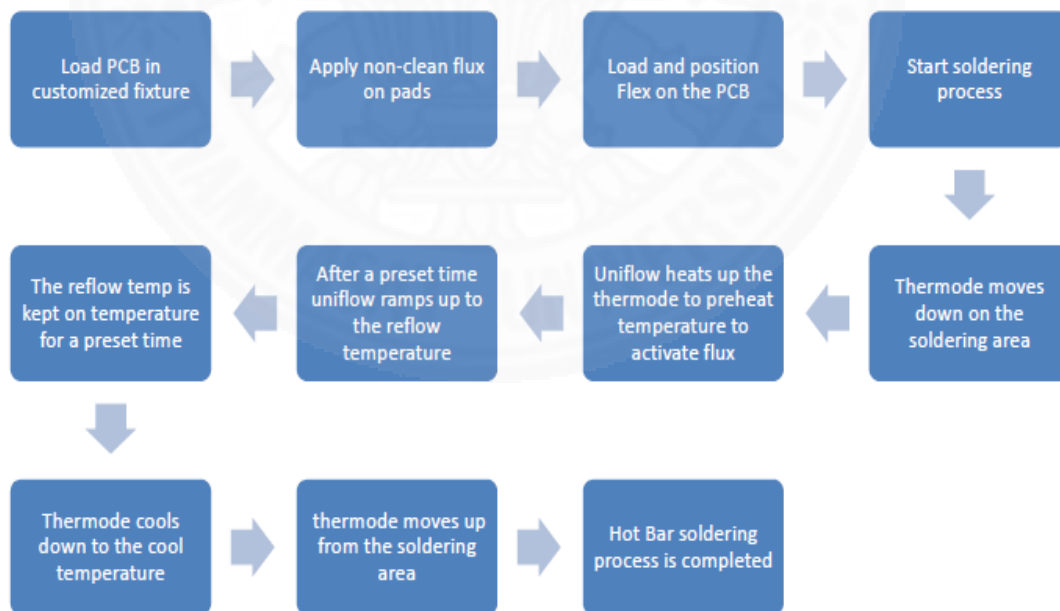 Load PCB in
customized fixture
Apply non-clean flux
on pads
Load and position
Flex on the PCB
Start soldering
process
Thermode moves
down on the
soldering area
Uniflow heats up the
thermode to preheat
temperature to
activate flux
After a preset time
uniflow ramps up to
the reflow
temperature
The reflow temp is
kept on temperature
for a preset time
Thermode cools
down to the cool
temperature
thermode moves up
from the soldering
area
Hot Bar soldering
process is completed